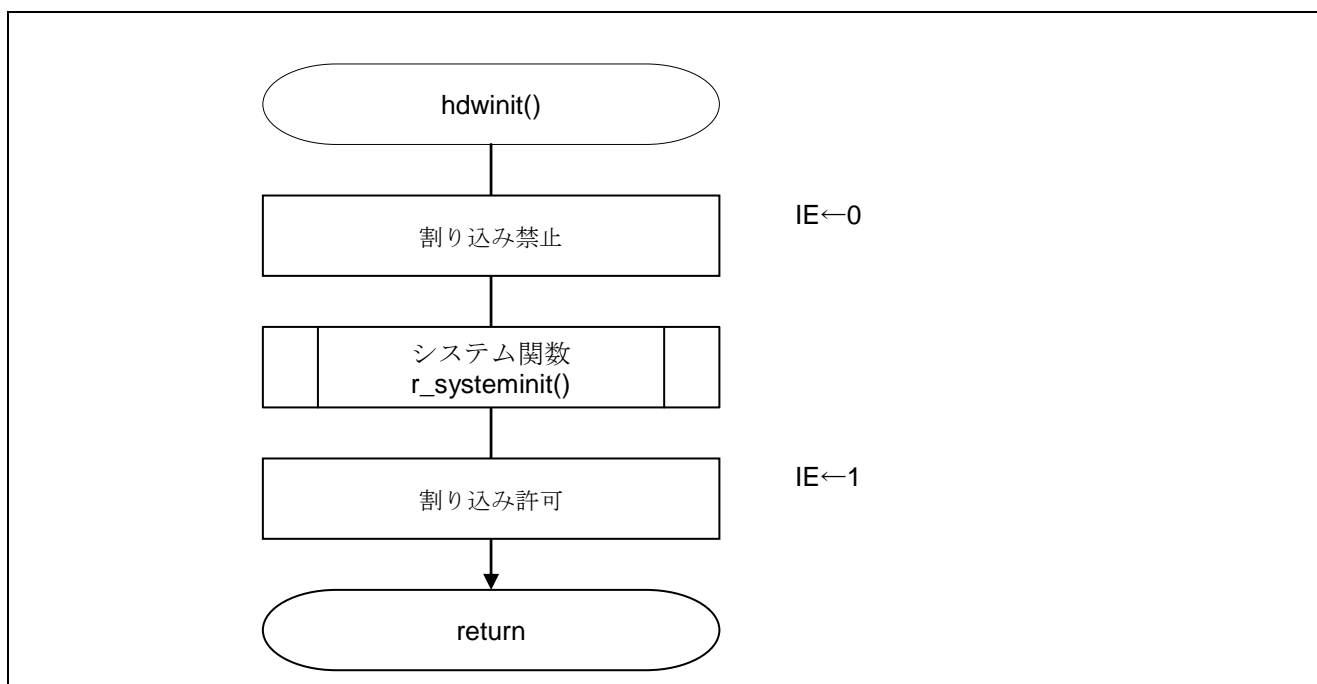 hdwinit()
割り込み禁止
IE←0
システム関数
r_systeminit()
割り込み許可
IE←1
return